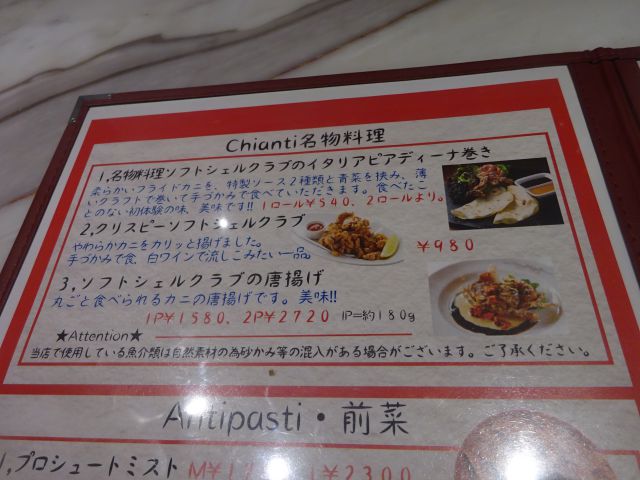 Chianti名物料理
1,名物料理ソフトシェルクラブのイタリアピアディーナ巻き
柔らかいフライドカニを、特製ソース2種類と青菜を挟み、薄
いクラフトで巻いて手づかみで食べていただきます。食べたこ
とのない初体験の味、美味です!! 1ロール¥540、2ロールより。
2,クリスピーソフトシェルクラブ
やわらかカニをカリッと揚げました。
手づかみで食 白ワインで流しこみたい一品。
¥980
3,ソフトシェルクラブの唐揚げ
丸ごと食べられるカニの唐揚げです。美味!!
1P¥1580、2P¥2720 1P=約180g
★Attention★
当店で使用している魚介類は自然素材の為砂かみ等の混入がある場合がございます。ご了承ください。
Antipasti・前菜
1,プロシュートミスト M¥1 ¥2300